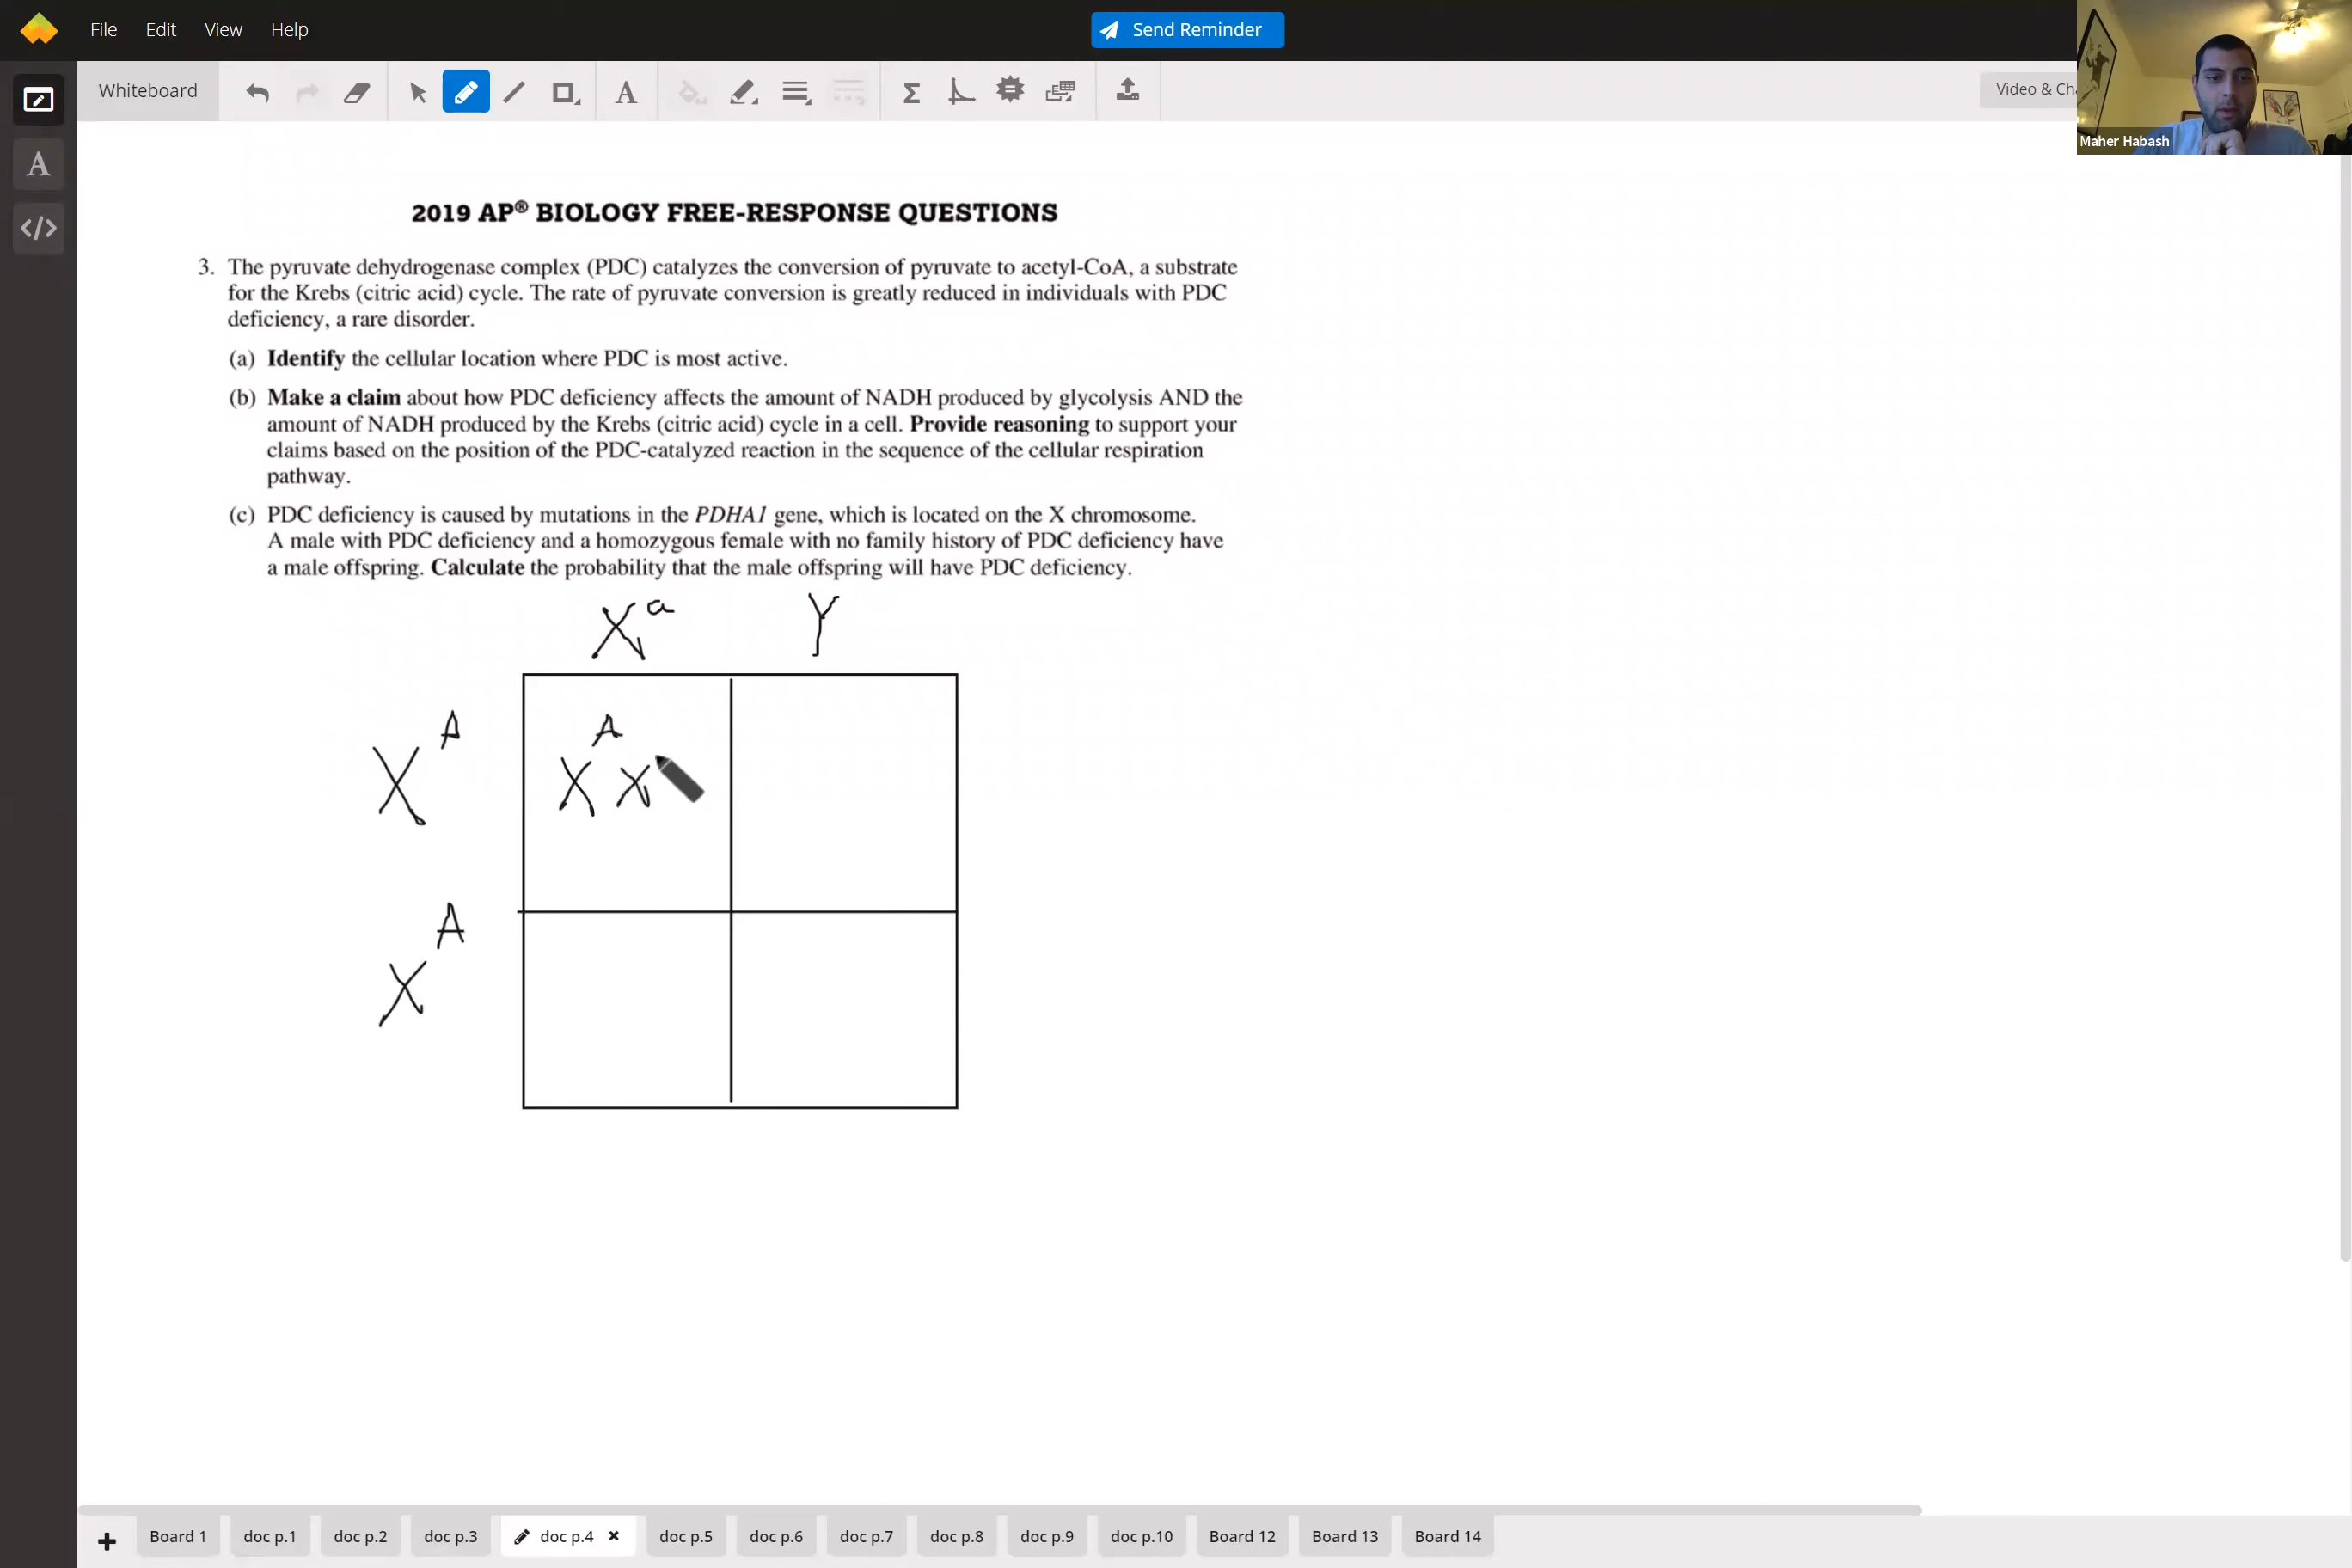 File Edit View Help
Send Reminder
Whiteboard
A
Σ
Video & Cha
Maher Habash
A
</>
2019 AP® BIOLOGY FREE-RESPONSE QUESTIONS
3. The pyruvate dehydrogenase complex (PDC) catalyzes the conversion of pyruvate to acetyl-CoA, a substrate
for the Krebs (citric acid) cycle. The rate of pyruvate conversion is greatly reduced in individuals with PDC
deficiency, a rare disorder.
(a) Identify the cellular location where PDC is most active.
(b) Make a claim about how PDC deficiency affects the amount of NADH produced by glycolysis AND the
amount of NADH produced by the Krebs (citric acid) cycle in a cell. Provide reasoning to support your
claims based on the position of the PDC-catalyzed reaction in the sequence of the cellular respiration
pathway.
(c) PDC deficiency is caused by mutations in the PDHA1 gene, which is located on the X chromosome.
A male with PDC deficiency and a homozygous female with no family history of PDC deficiency have
a male offspring. Calculate the probability that the male offspring will have PDC deficiency.
X^a Y
X^A X^A X
X^A
+ Board 1 doc p.1 doc p.2 doc p.3 doc p.4 doc p.5 doc p.6 doc p.7 doc p.8 doc p.9 doc p.10 Board 12 Board 13 Board 14